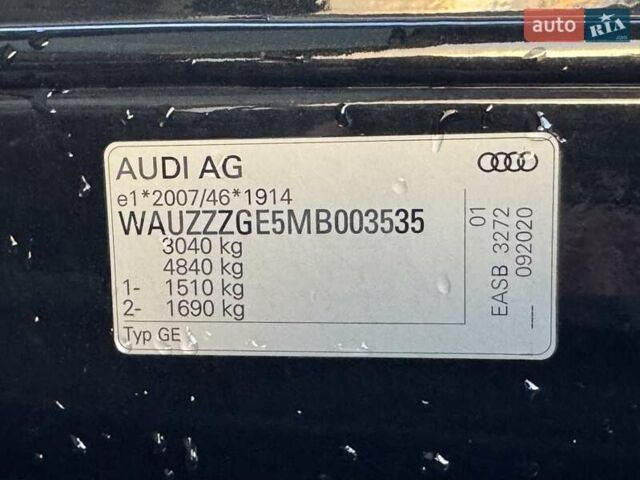 auto RIA
.com
AUDI AG
e1*2007/46*1914
WAUZZZGE5MB003535
3040 kg
4840 kg
1- 1510 kg
2- 1690 kg
Typ GE
01
EASB 3272
092020